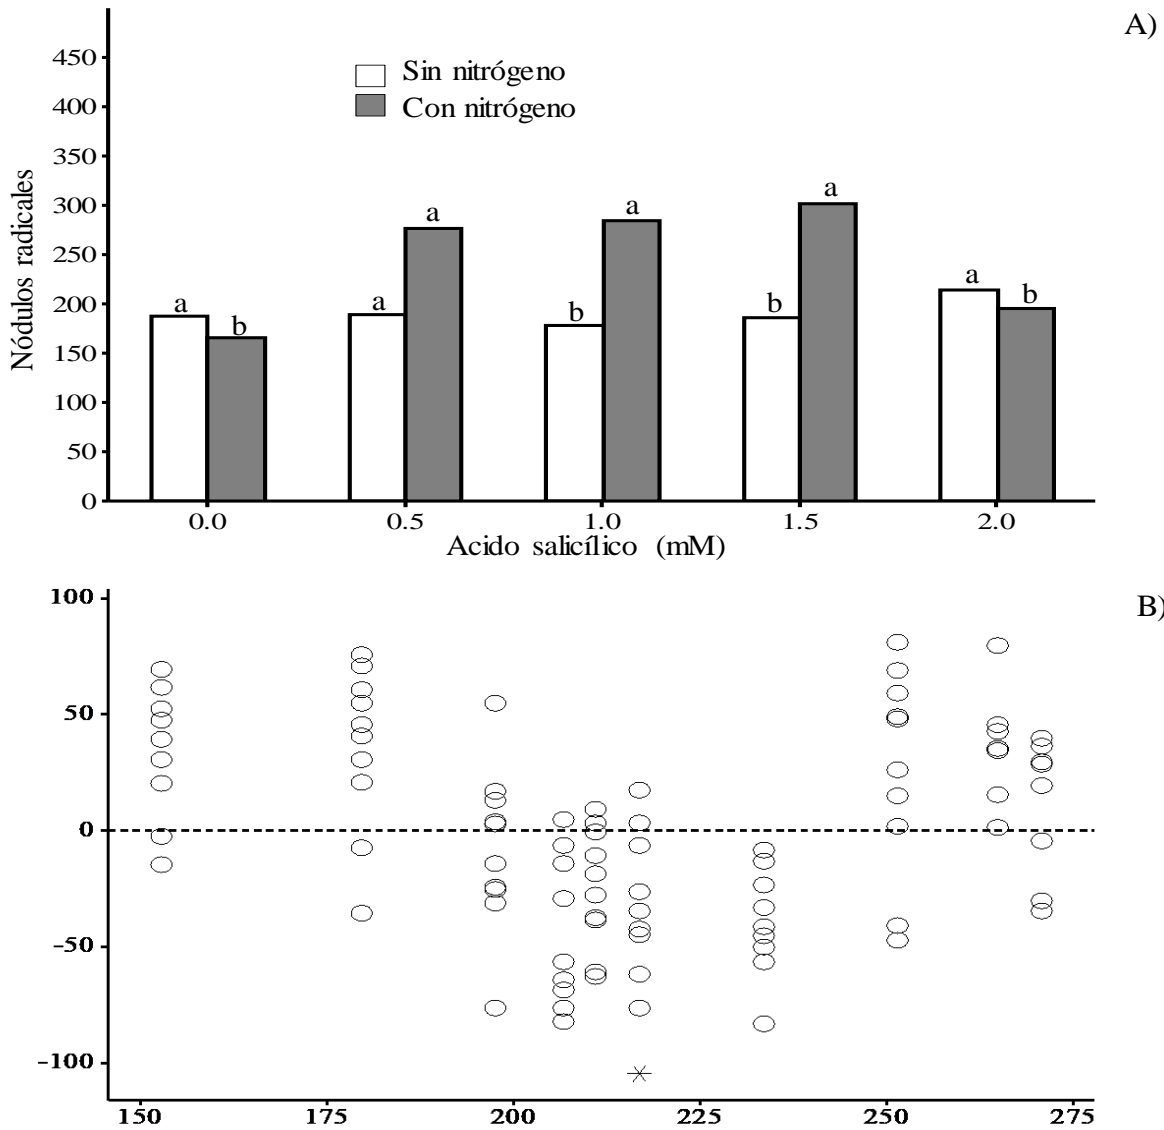 A)
450
400
350
300
250
200
150
100
50
0
Nódulos radicales
Sin nitrógeno
Con nitrógeno
a b a a b a b a a b
0.0 0.5 1.0 1.5 2.0
Acido salicílico (mM)
B)
100
50
0
-50
-100
150 175 200 225 250 275